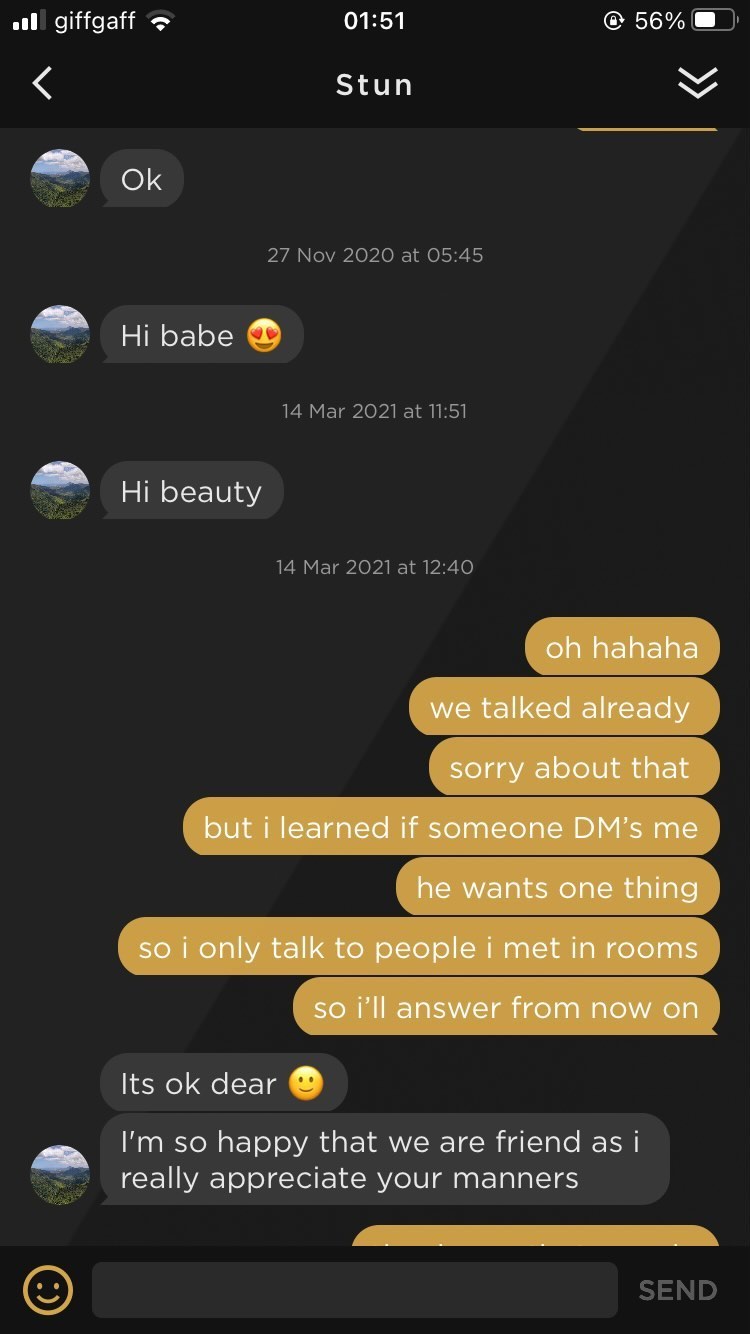 giffgaff 01:51 56%
Stun
Ok
27 Nov 2020 at 05:45
Hi babe 😍
14 Mar 2021 at 11:51
Hi beauty
14 Mar 2021 at 12:40
oh hahaha
we talked already
sorry about that
but i learned if someone DM’s me
he wants one thing
so i only talk to people i met in rooms
so i’ll answer from now on
Its ok dear 🙂
I'm so happy that we are friend as i
really appreciate your manners
SEND